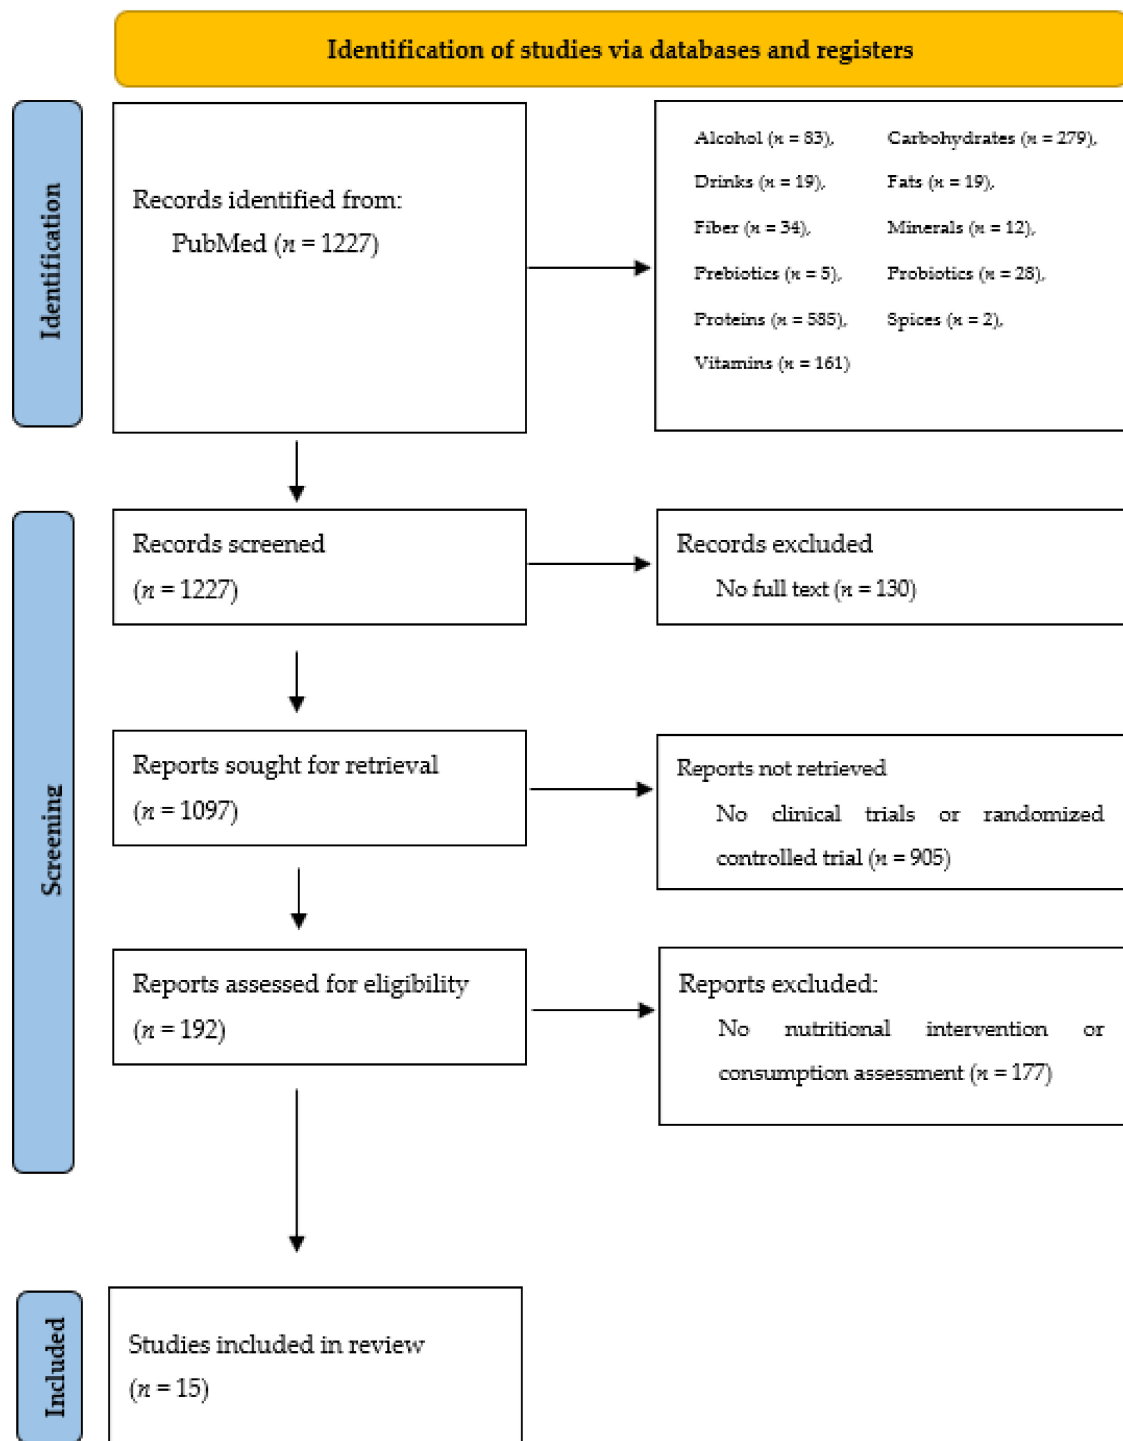 Identification of studies via databases and registers
Identification
Records identified from:
PubMed (n = 1227)
Alcohol (n = 83), Carbohydrates (n = 279),
Drinks (n = 19), Fats (n = 19),
Fiber (n = 34), Minerals (n = 12),
Prebiotics (n = 5), Probiotics (n = 28),
Proteins (n = 585), Spices (n = 2),
Vitamins (n = 161)
Screening
Records screened
(n = 1227)
Records excluded
No full text (n = 130)
Reports sought for retrieval
(n = 1097)
Reports not retrieved
No clinical trials or randomized
controlled trial (n = 905)
Reports assessed for eligibility
(n = 192)
Reports excluded:
No nutritional intervention or
consumption assessment (n = 177)
Included
Studies included in review
(n = 15)